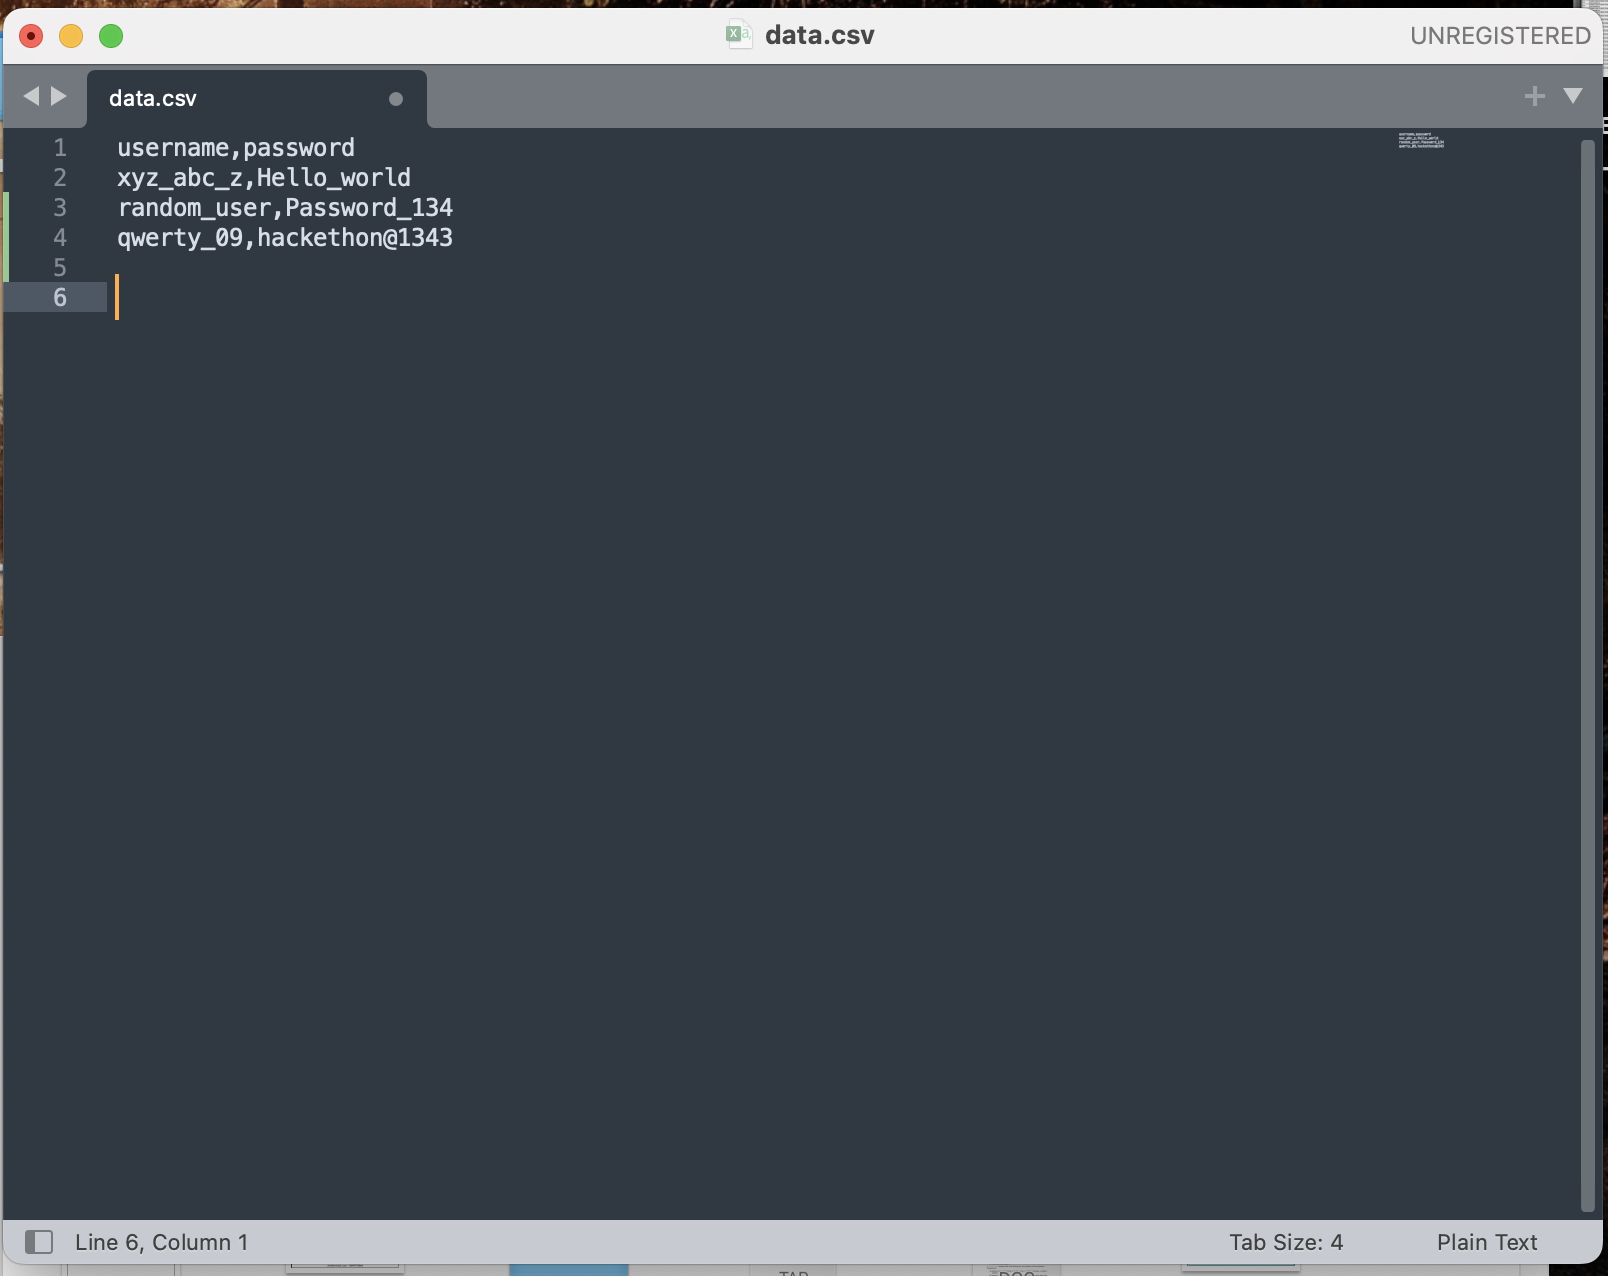 data.csv
UNREGISTERED
data.csv
1 username,password
2 xyz_abc_z,Hello_world
3 random_user,Password_134
4 qwerty_09,hackethon@1343
5
6
Line 6, Column 1
Tab Size: 4
Plain Text